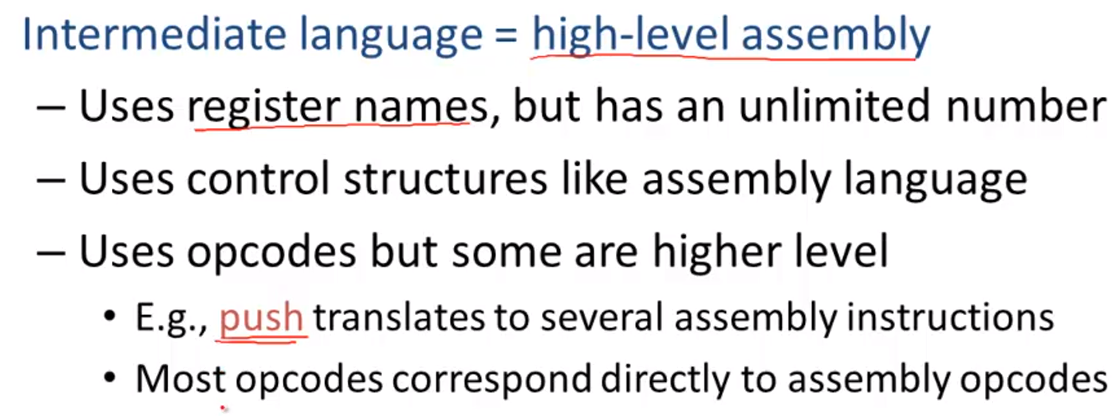 Intermediate language = high-level assembly
– Uses register names, but has an unlimited number
– Uses control structures like assembly language
– Uses opcodes but some are higher level
• E.g., push translates to several assembly instructions
• Most opcodes correspond directly to assembly opcodes